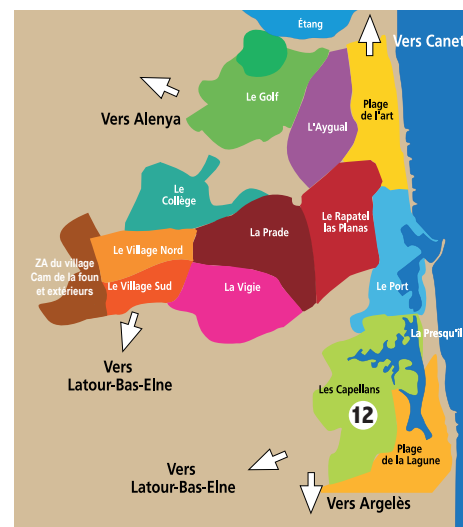 Étang
Vers Canet
Le Golf
Vers Alenya
Plage
de l'art
L'Aygual
Le
Collège
Le Rapatel
las Planas
La Prade
Le Village Nord
ZA du village
Cam de la foun
et extérieurs
Le Village Sud
La Vigie
Le Port
La Presqu'îl
Vers
Latour-Bas-Elne
Les Capellans
12
Plage
de la Lagune
Vers
Latour-Bas-Elne
Vers Argelès